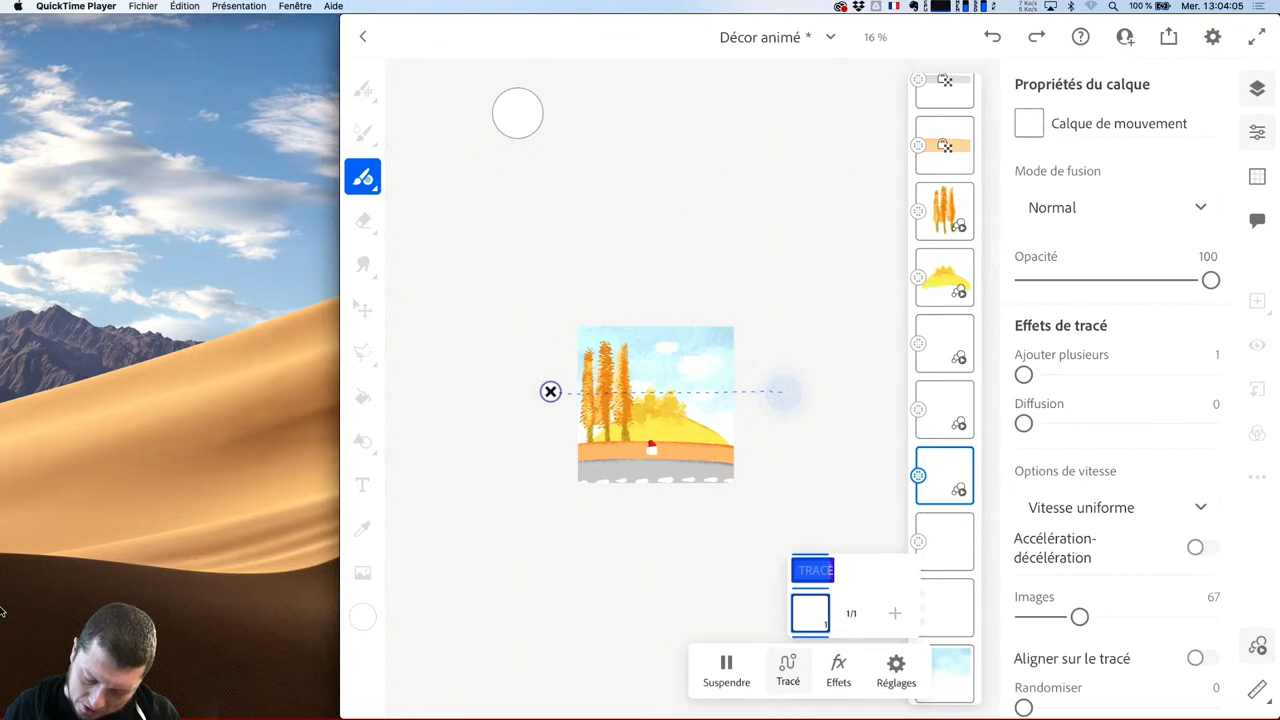 QuickTime Player Fichier Édition Présentation Fenêtre Aide
100 % Mer. 13:04:05
Décor animé * 16 %
Propriétés du calque
Calque de mouvement
Mode de fusion
Normal
Opacité 100
Effets de tracé
Ajouter plusieurs 1
Diffusion 0
Options de vitesse
Vitesse uniforme
Accélération-
décélération
Images 67
Aligner sur le tracé
Randomiser 0
TRACÉ
1 1/1
Suspendre Tracé Effets Réglages